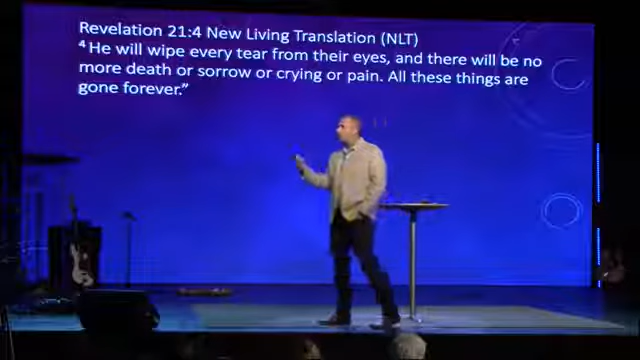 Revelation 21:4 New Living Translation (NLT)
4 He will wipe every tear from their eyes, and there will be no
more death or sorrow or crying or pain. All these things are
gone forever.”